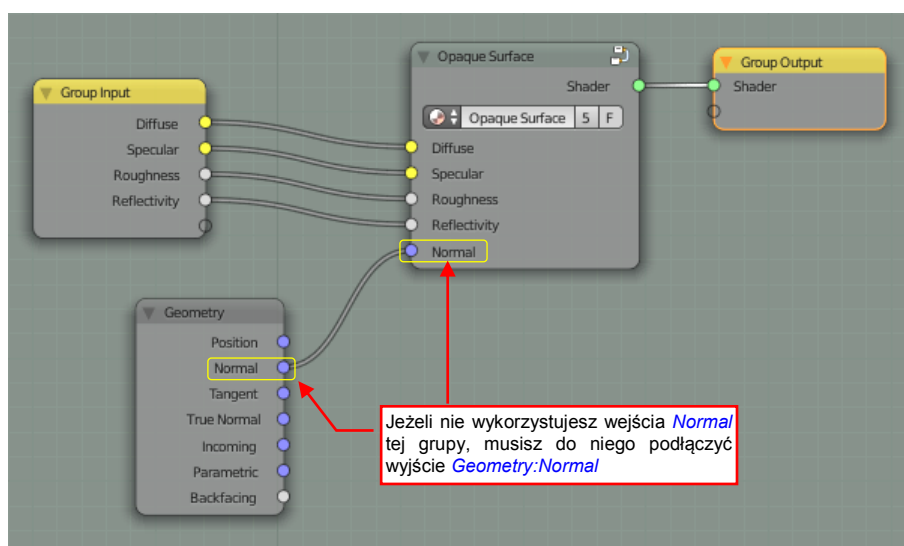 Group Input
Diffuse
Specular
Roughness
Reflectivity
Opaque Surface
Shader
Opaque Surface 5 F
Diffuse
Specular
Roughness
Reflectivity
Normal
Group Output
Shader
Geometry
Position
Normal
Tangent
True Normal
Incoming
Parametric
Backfacing
Jeżeli nie wykorzystujesz wejścia Normal
tej grupy, musisz do niego podłączyć
wyjście Geometry:Normal